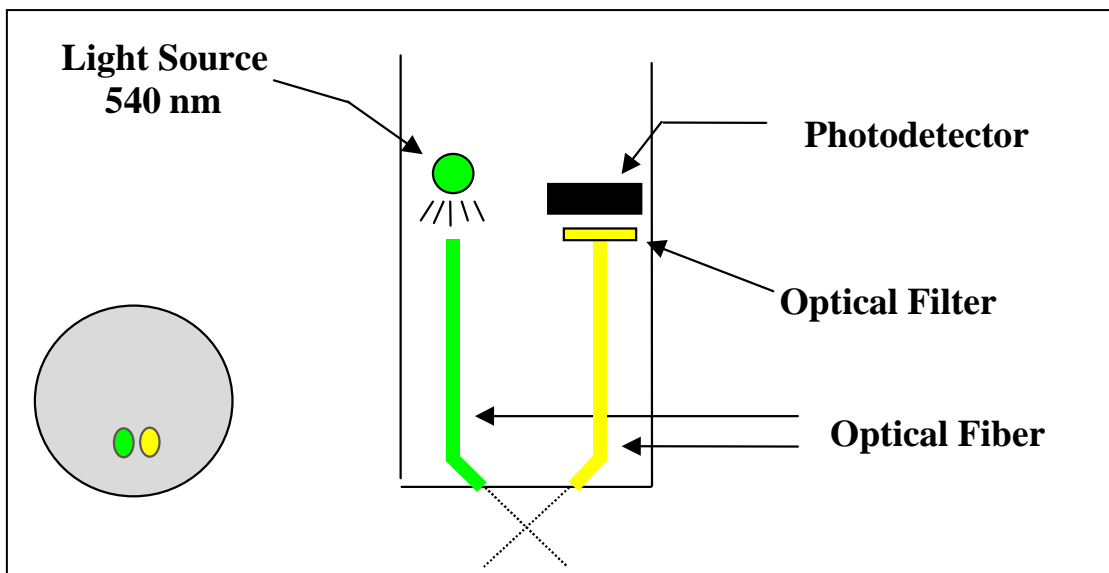 Light Source
540 nm
Photodetector
Optical Filter
Optical Fiber